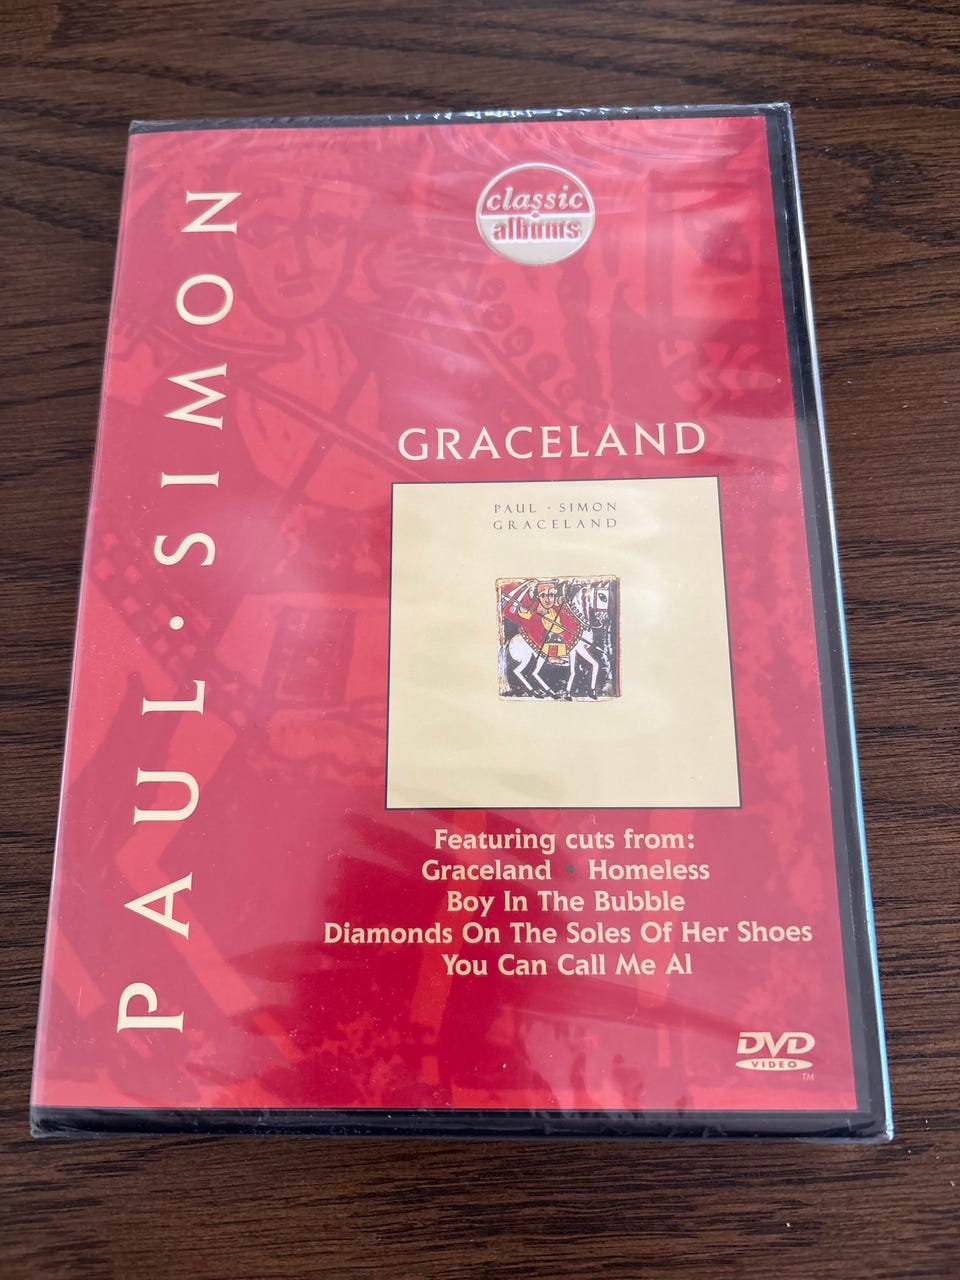 classic
albums
PAUL · SIMON
GRACELAND
PAUL · SIMON
GRACELAND
Featuring cuts from:
Graceland • Homeless
Boy In The Bubble
Diamonds On The Soles Of Her Shoes
You Can Call Me Al
DVD
VIDEO
TM